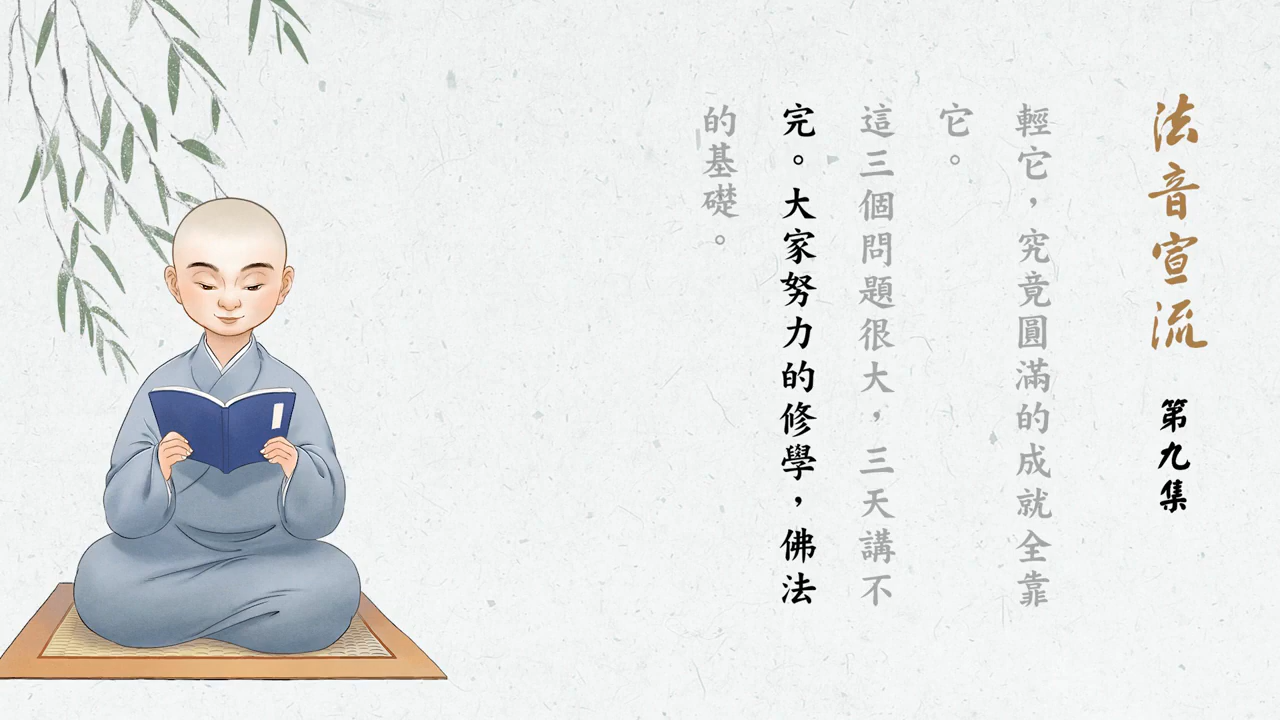 法音宣流 第九集
輕它，究竟圓滿的成就全靠
它。
這三個問題很大，三天講不
完。大家努力的修學，佛法
的基礎。